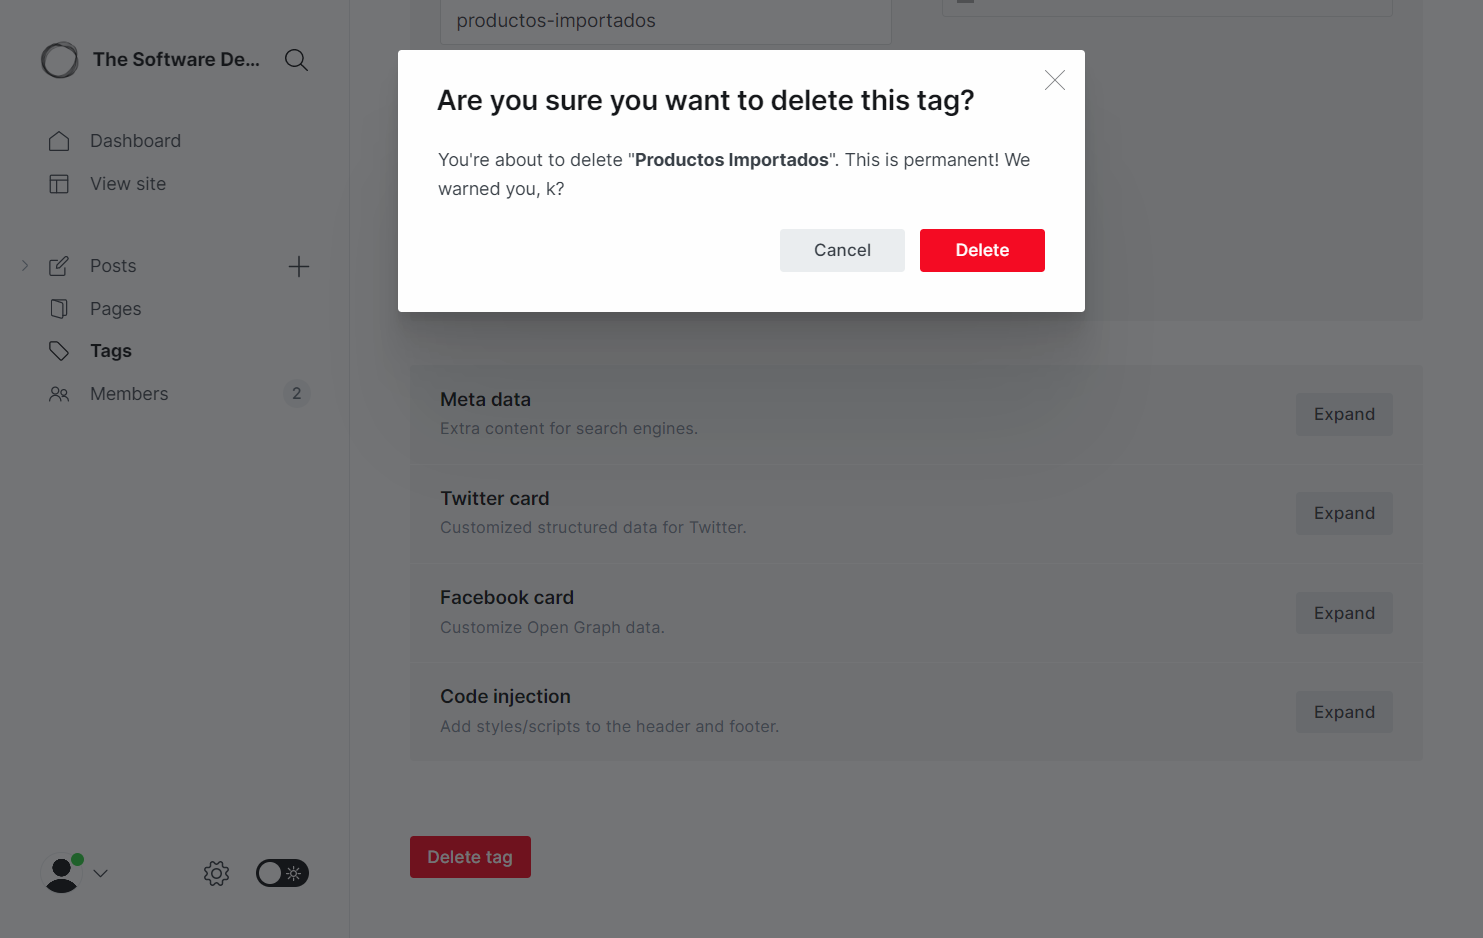 The Software De...
Dashboard
View site
Posts
Pages
Tags
Members
2
productos-importados
Are you sure you want to delete this tag?
You're about to delete "Productos Importados". This is permanent! We
warned you, k?
Cancel
Delete
Meta data
Extra content for search engines.
Expand
Twitter card
Customized structured data for Twitter.
Expand
Facebook card
Customize Open Graph data.
Expand
Code injection
Add styles/scripts to the header and footer.
Expand
Delete tag